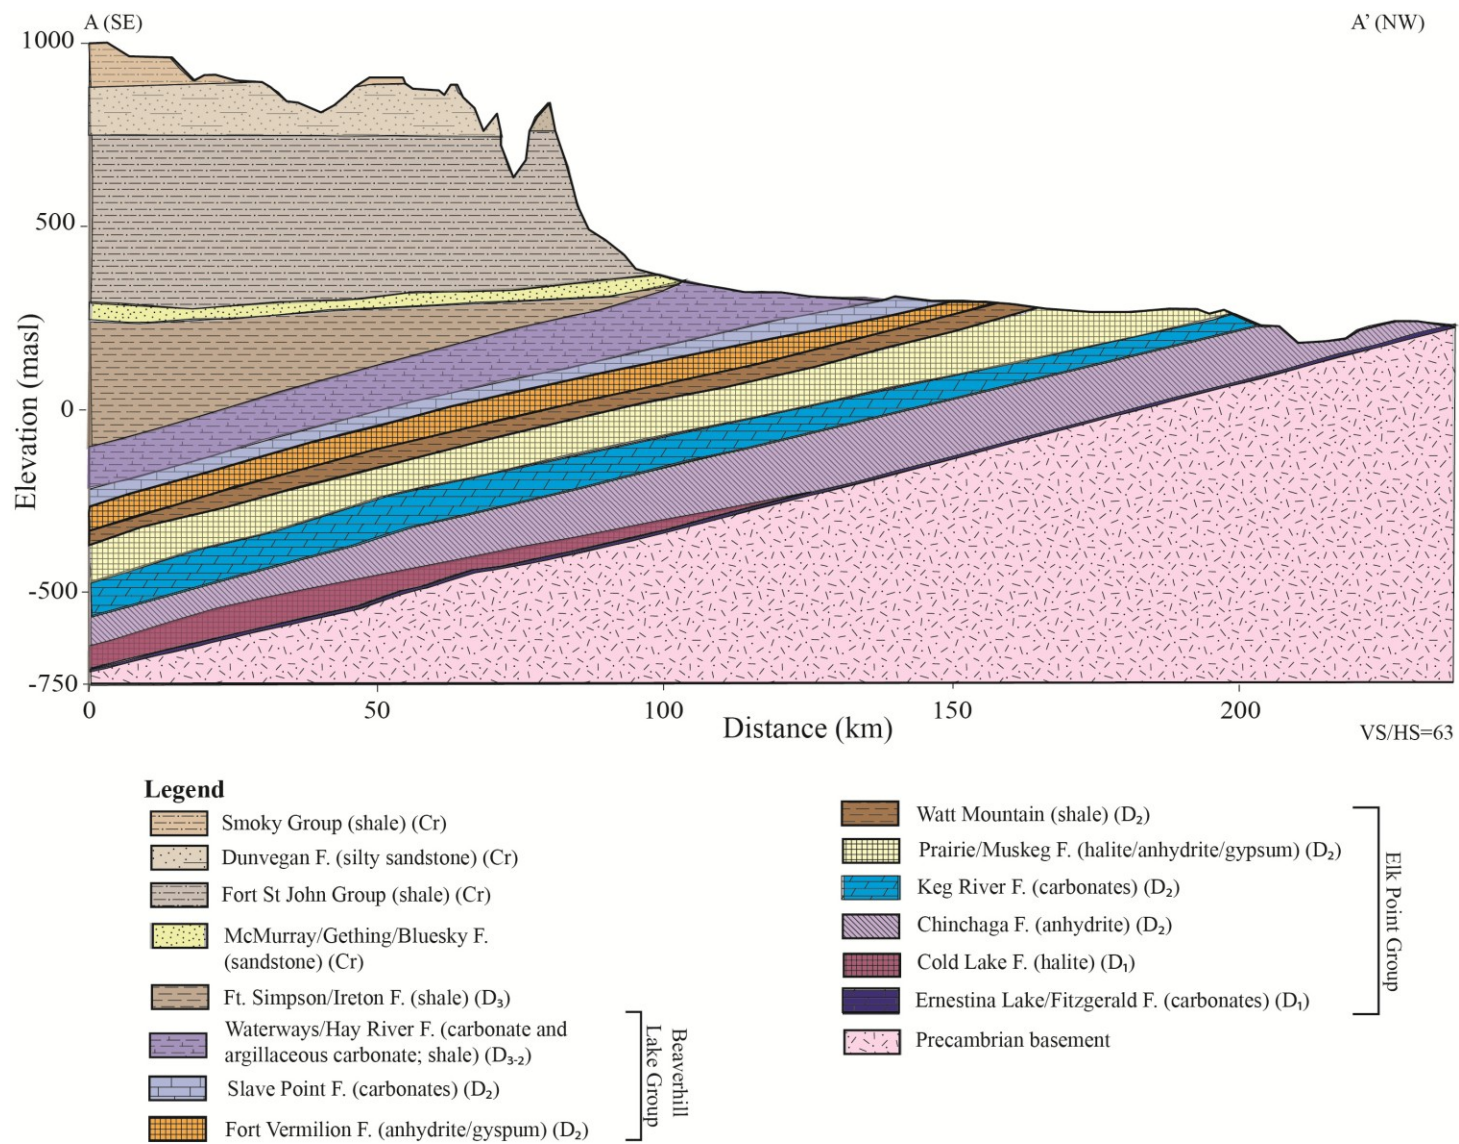 A (SE)
A’ (NW)
1000
500
0
-500
-750
Elevation (masl)
0
50
100
150
200
Distance (km)
VS/HS=63
Legend
Smoky Group (shale) (Cr)
Dunvegan F. (silty sandstone) (Cr)
Fort St John Group (shale) (Cr)
McMurray/Gething/Bluesky F.
(sandstone) (Cr)
Ft. Simpson/Ireton F. (shale) (D₃)
Waterways/Hay River F. (carbonate and
argillaceous carbonate; shale) (D₃₋₂)
Slave Point F. (carbonates) (D₂)
Fort Vermilion F. (anhydrite/gyspum) (D₂)
Beaverhill
Lake Group
Watt Mountain (shale) (D₂)
Prairie/Muskeg F. (halite/anhydrite/gypsum) (D₂)
Keg River F. (carbonates) (D₂)
Chinchaga F. (anhydrite) (D₂)
Cold Lake F. (halite) (D₁)
Ernestina Lake/Fitzgerald F. (carbonates) (D₁)
Precambrian basement
Elk Point Group